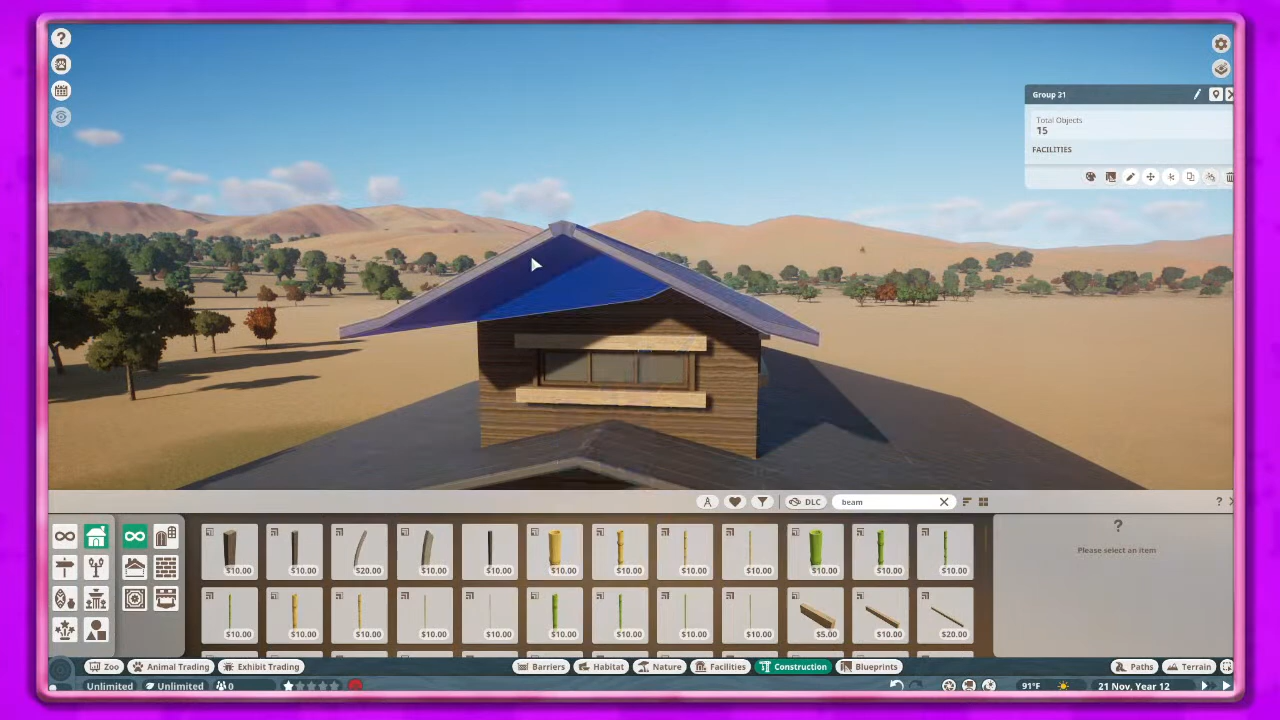 Group 21
Total Objects
15
FACILITIES
DLC
beam
?
$10.00 $10.00 $20.00 $10.00 $10.00 $10.00 $10.00 $10.00 $10.00 $10.00 $10.00 $10.00
?
Please select an item
$10.00 $10.00 $10.00 $10.00 $10.00 $10.00 $10.00 $10.00 $10.00 $5.00 $10.00 $20.00
Zoo Animal Trading Exhibit Trading Barriers Habitat Nature Facilities Construction Blueprints Paths Terrain
Unlimited Unlimited 0 91°F 21 Nov, Year 12